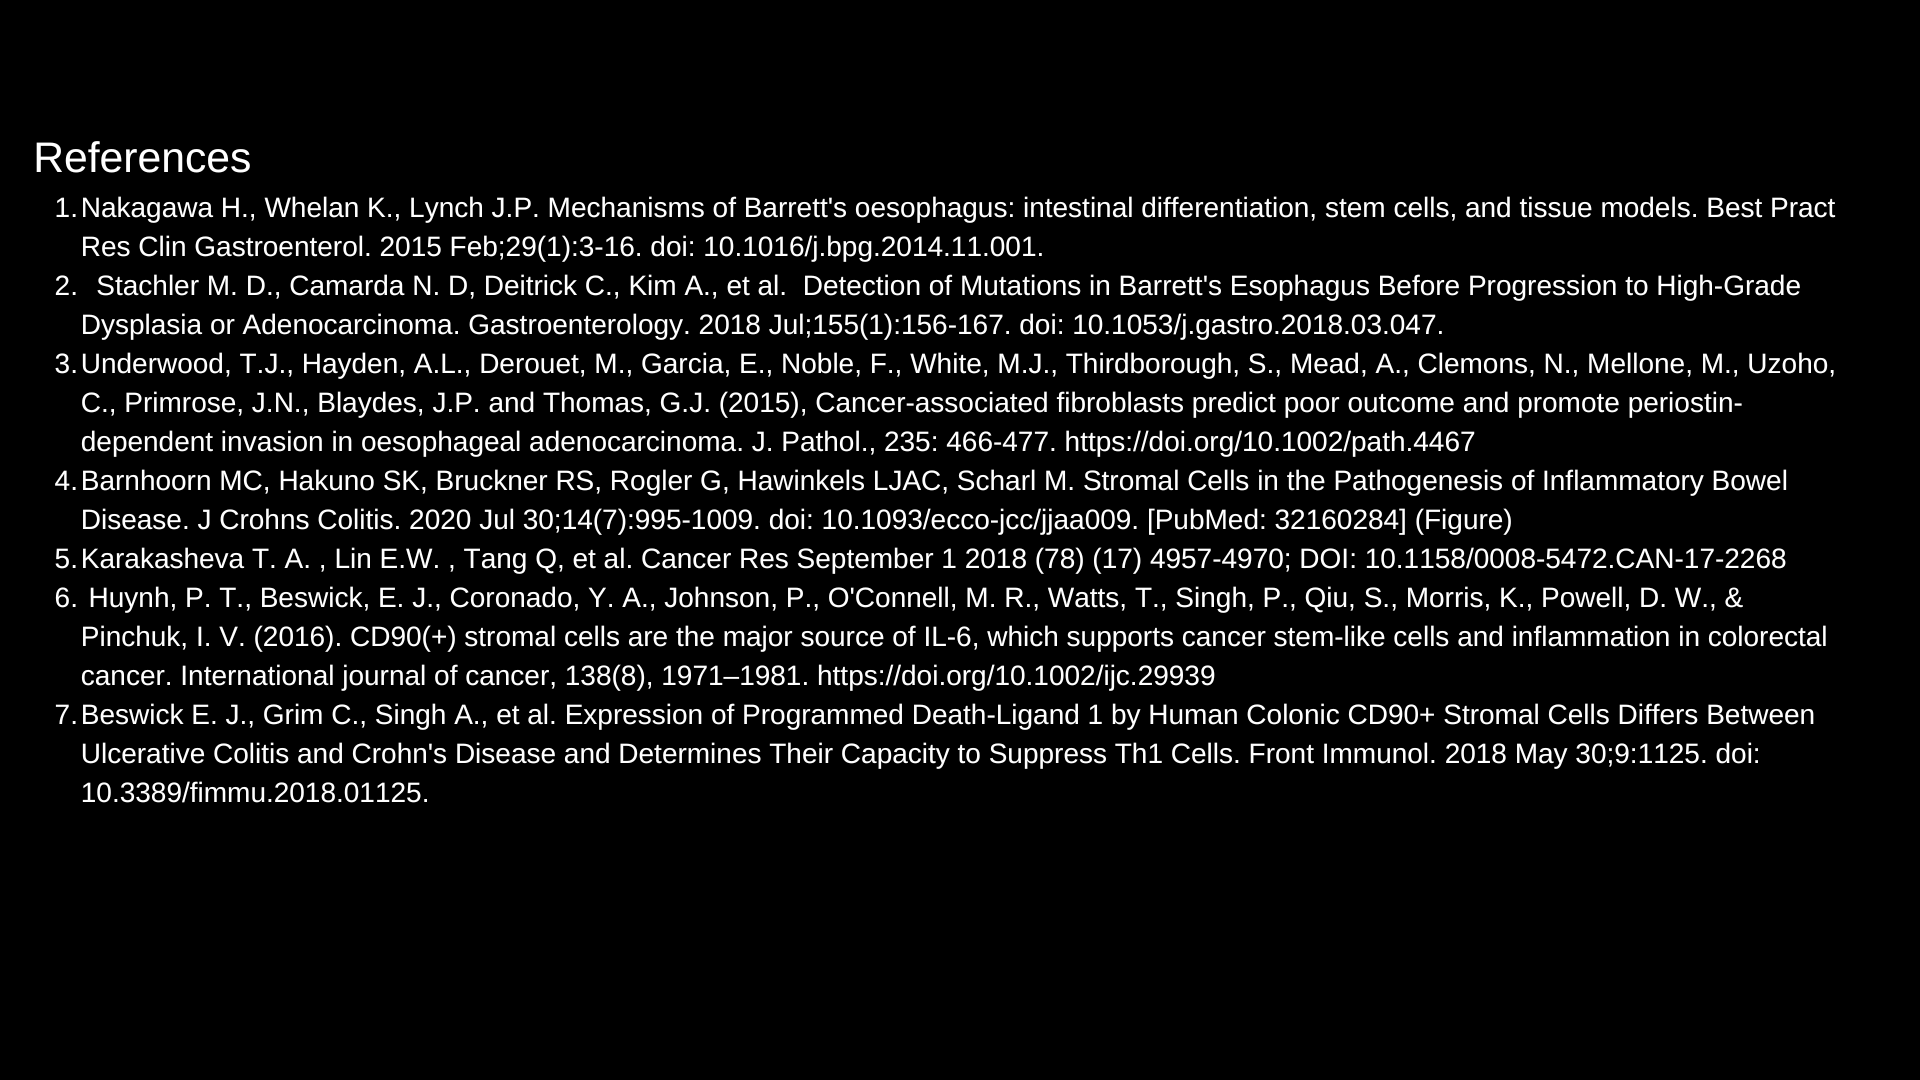 References
1. Nakagawa H., Whelan K., Lynch J.P. Mechanisms of Barrett's oesophagus: intestinal differentiation, stem cells, and tissue models. Best Pract
Res Clin Gastroenterol. 2015 Feb;29(1):3-16. doi: 10.1016/j.bpg.2014.11.001.
2. Stachler M. D., Camarda N. D, Deitrick C., Kim A., et al. Detection of Mutations in Barrett's Esophagus Before Progression to High-Grade
Dysplasia or Adenocarcinoma. Gastroenterology. 2018 Jul;155(1):156-167. doi: 10.1053/j.gastro.2018.03.047.
3. Underwood, T.J., Hayden, A.L., Derouet, M., Garcia, E., Noble, F., White, M.J., Thirdborough, S., Mead, A., Clemons, N., Mellone, M., Uzoho,
C., Primrose, J.N., Blaydes, J.P. and Thomas, G.J. (2015), Cancer-associated fibroblasts predict poor outcome and promote periostin-
dependent invasion in oesophageal adenocarcinoma. J. Pathol., 235: 466-477. https://doi.org/10.1002/path.4467
4. Barnhoorn MC, Hakuno SK, Bruckner RS, Rogler G, Hawinkels LJAC, Scharl M. Stromal Cells in the Pathogenesis of Inflammatory Bowel
Disease. J Crohns Colitis. 2020 Jul 30;14(7):995-1009. doi: 10.1093/ecco-jcc/jjaa009. [PubMed: 32160284] (Figure)
5. Karakasheva T. A. , Lin E.W. , Tang Q, et al. Cancer Res September 1 2018 (78) (17) 4957-4970; DOI: 10.1158/0008-5472.CAN-17-2268
6. Huynh, P. T., Beswick, E. J., Coronado, Y. A., Johnson, P., O'Connell, M. R., Watts, T., Singh, P., Qiu, S., Morris, K., Powell, D. W., &
Pinchuk, I. V. (2016). CD90(+) stromal cells are the major source of IL-6, which supports cancer stem-like cells and inflammation in colorectal
cancer. International journal of cancer, 138(8), 1971–1981. https://doi.org/10.1002/ijc.29939
7. Beswick E. J., Grim C., Singh A., et al. Expression of Programmed Death-Ligand 1 by Human Colonic CD90+ Stromal Cells Differs Between
Ulcerative Colitis and Crohn's Disease and Determines Their Capacity to Suppress Th1 Cells. Front Immunol. 2018 May 30;9:1125. doi:
10.3389/fimmu.2018.01125.